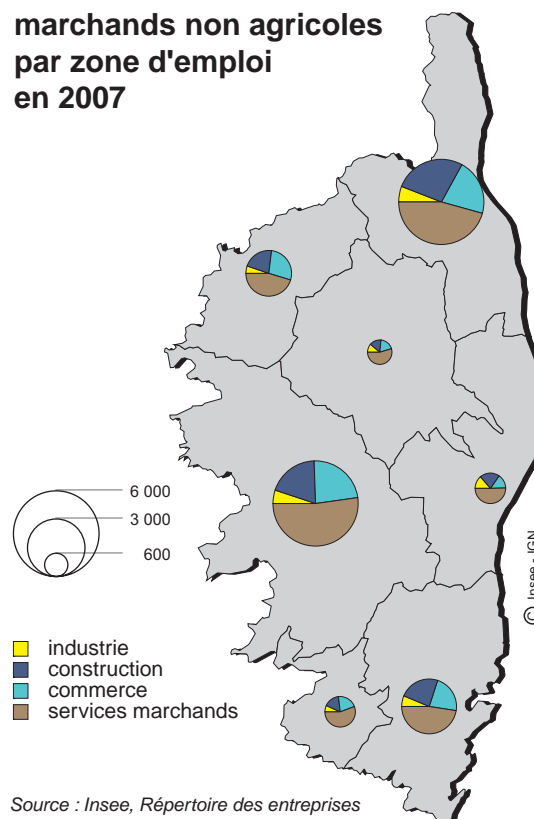 marchands non agricoles
par zone d'emploi
en 2007
6 000
3 000
600
© Insee - IGN
industrie
construction
commerce
services marchands
Source : Insee, Répertoire des entreprises